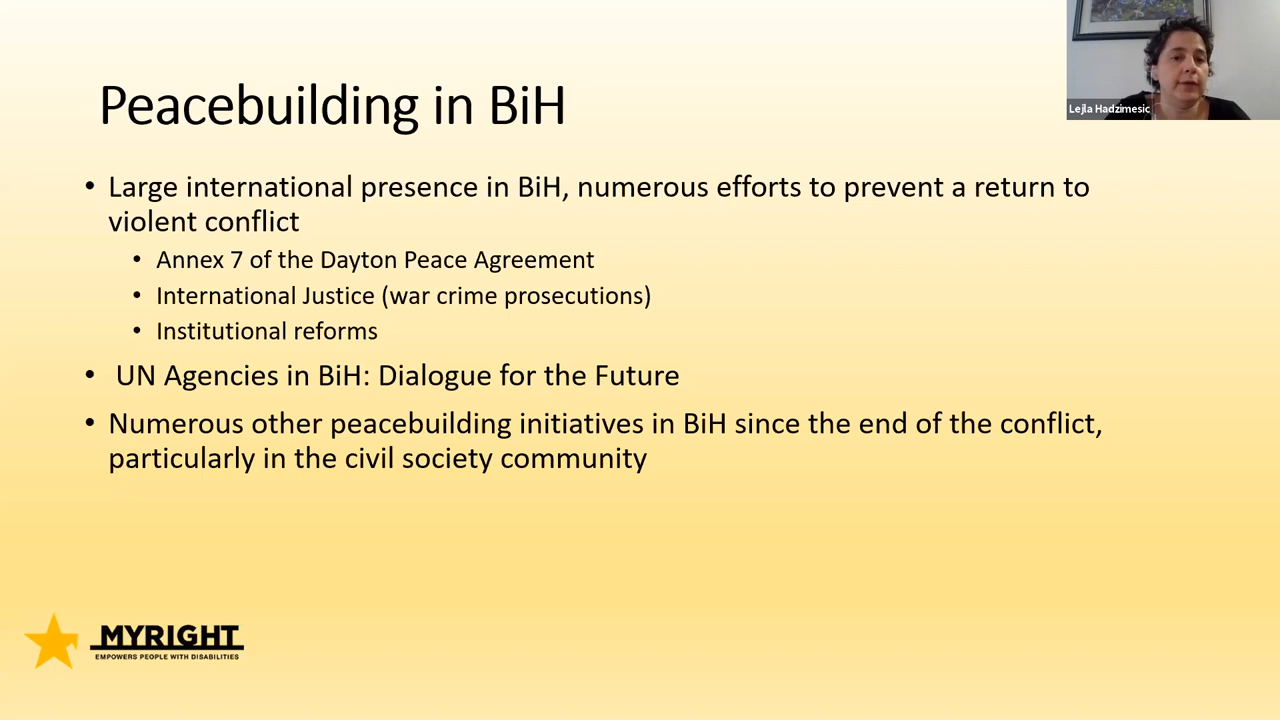 Lejla Hadzimesic
Peacebuilding in BiH
• Large international presence in BiH, numerous efforts to prevent a return to
violent conflict
• Annex 7 of the Dayton Peace Agreement
• International Justice (war crime prosecutions)
• Institutional reforms
• UN Agencies in BiH: Dialogue for the Future
• Numerous other peacebuilding initiatives in BiH since the end of the conflict,
particularly in the civil society community
MYRIGHT
EMPOWERS PEOPLE WITH DISABILITIES